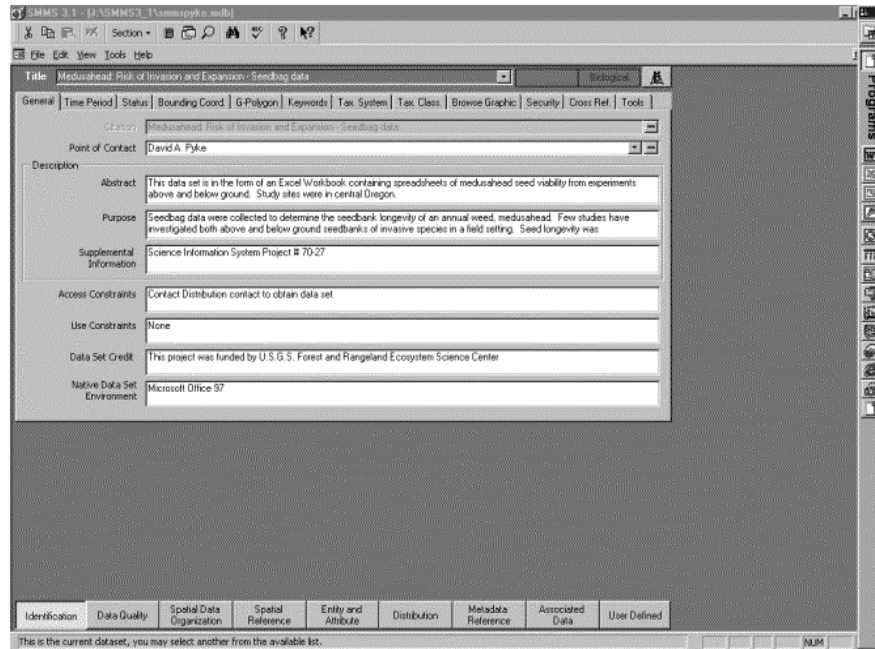 SMMS 3.1 - [J:\SMMS3_1\smmspyke.mdb]
Section
File Edit View Tools Help
Title Medusahead: Risk of Invasion and Expansion - Seedbag data Biological
General Time Period Status Bounding Coord. G-Polygon Keywords Tax. System Tax. Class. Browse Graphic Security Cross Ref. Tools
Citation Medusahead: Risk of Invasion and Expansion - Seedbag data
Point of Contact David A. Pyke
Description
Abstract This data set is in the form of an Excel Workbook containing spreadsheets of medusahead seed viability from experiments
above and below ground. Study sites were in central Oregon.
Purpose Seedbag data were collected to determine the seedbank longevity of an annual weed, medusahead. Few studies have
investigated both above and below ground seedbanks of invasive species in a field setting. Seed longevity was
Supplemental Information Science Information System Project # 70-27
Access Constraints Contact Distribution contact to obtain data set
Use Constraints None
Data Set Credit This project was funded by U.S.G.S. Forest and Rangeland Ecosystem Science Center
Native Data Set Environment Microsoft Office 97
Identification Data Quality Spatial Data Organization Spatial Reference Entity and Attribute Distribution Metadata Reference Associated Data User Defined
This is the current dataset, you may select another from the available list. NUM
Programs